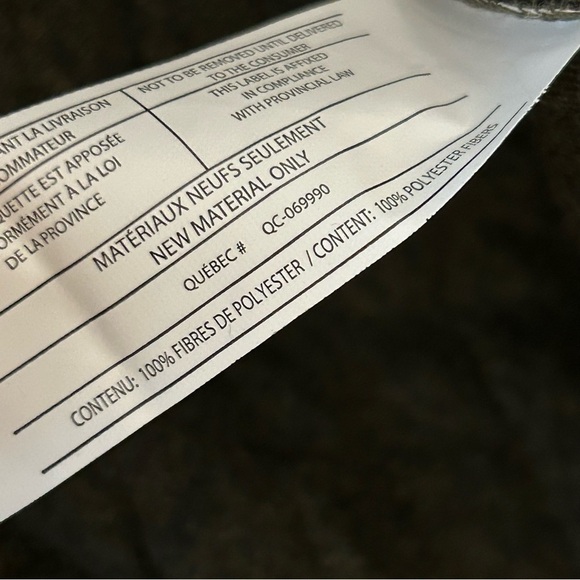 ANT LA LIVRAISON
OMMATEUR
QUETTE EST APPOSÉE
ORMÉMENT À LA LOI
DE LA PROVINCE
NOT TO BE REMOVED UNTIL DELIVERED
TO THE CONSUMER
THIS LABEL IS AFFIXED
IN COMPLIANCE
WITH PROVINCIAL LAW
MATÉRIAUX NEUFS SEULEMENT
NEW MATERIAL ONLY
QUÉBEC # QC-069990
CONTENU: 100% FIBRES DE POLYESTER / CONTENT: 100% POLYESTER FIBERS